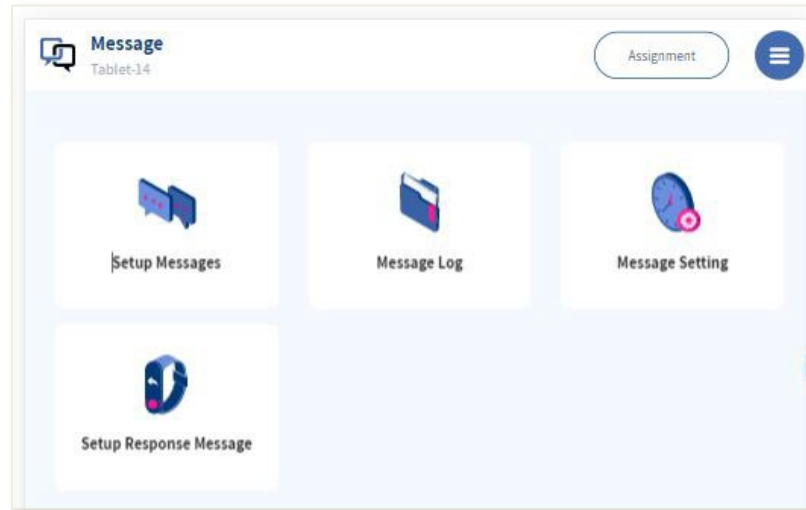 Message
Tablet-14
Assignment
Setup Messages
Message Log
Message Setting
Setup Response Message